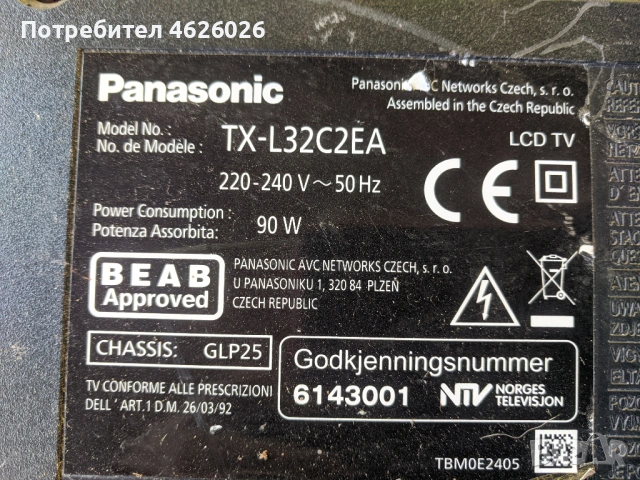 Потребител 4626026
Panasonic
Panasonic AVC Networks Czech, s. r. o.
Assembled in the Czech Republic
Model No. :
No. de Modèle :
TX-L32C2EA
LCD TV
220-240 V~50Hz
Power Consumption :
Potenza Assorbita:
90 W
CE
BEAB
Approved
PANASONIC AVC NETWORKS CZECH, s. r. o.
U PANASONIKU 1, 320 84 PLZEŇ
CZECH REPUBLIC
CHASSIS: GLP25
Godkjenningsnummer
6143001 NTV NORGES
TELEVISJON
TV CONFORME ALLE PRESCRIZIONI
DELL' ART.1 D.M. 26/03/92
TBM0E2405